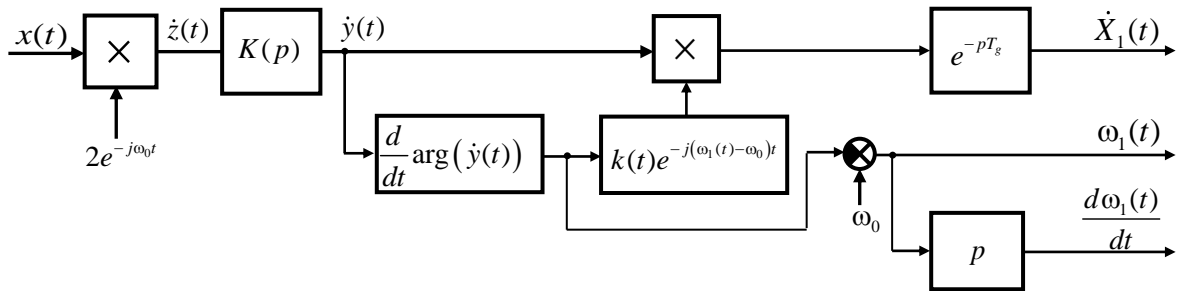 x(t)
×
ż(t)
K(p)
ẏ(t)
×
e^{-pT_g}
Ẋ₁(t)
2e^{-jω₀t}
d/dt arg(ẏ(t))
k(t)e^{-j(ω₁(t)-ω₀)t}
ω₁(t)
ω₀
p
dω₁(t)/dt